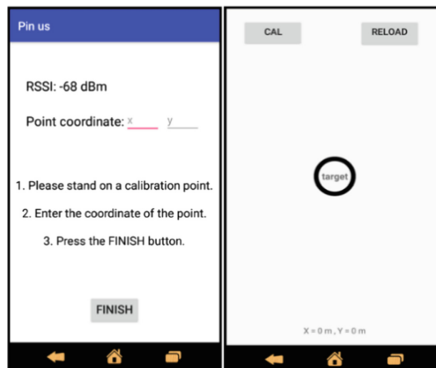 Pin us
RSSI: -68 dBm
Point coordinate: x y
1. Please stand on a calibration point.
2. Enter the coordinate of the point.
3. Press the FINISH button.
FINISH
CAL RELOAD
target
X = 0 m , Y = 0 m